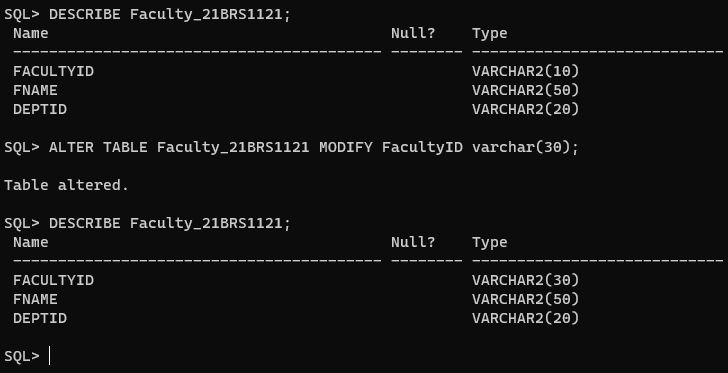 SQL> DESCRIBE Faculty_21BRS1121;
 Name                                      Null?    Type
 ----------------------------------------- -------- ----------------------------
 FACULTYID                                          VARCHAR2(10)
 FNAME                                              VARCHAR2(50)
 DEPTID                                             VARCHAR2(20)
SQL> ALTER TABLE Faculty_21BRS1121 MODIFY FacultyID varchar(30);
Table altered.
SQL> DESCRIBE Faculty_21BRS1121;
 Name                                      Null?    Type
 ----------------------------------------- -------- ----------------------------
 FACULTYID                                          VARCHAR2(30)
 FNAME                                              VARCHAR2(50)
 DEPTID                                             VARCHAR2(20)
SQL>